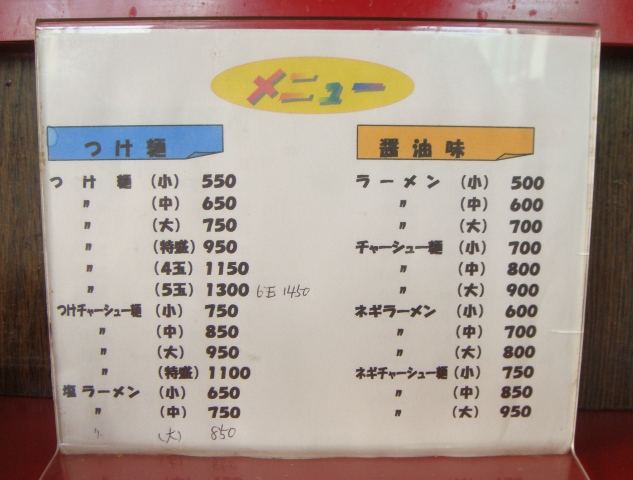 メニュー
つけ麺
つけ麺 (小) 550
〃 (中) 650
〃 (大) 750
〃 (特盛) 950
〃 (4玉) 1150
〃 (5玉) 1300 6玉 1450
つけチャーシュー麺 (小) 750
〃 (中) 850
〃 (大) 950
〃 (特盛) 1100
塩ラーメン (小) 650
〃 (中) 750
〃 (大) 850
醤油味
ラーメン (小) 500
〃 (中) 600
〃 (大) 700
チャーシュー麺 (小) 700
〃 (中) 800
〃 (大) 900
ネギラーメン (小) 600
〃 (中) 700
〃 (大) 800
ネギチャーシュー麺 (小) 750
〃 (中) 850
〃 (大) 950